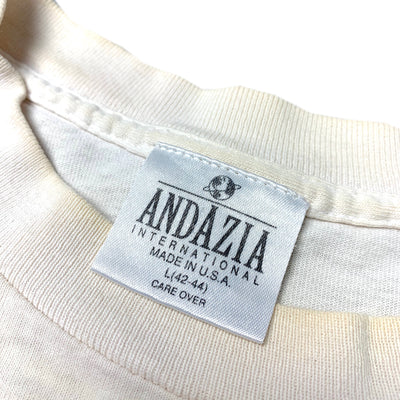 ANDAZIA
INTERNATIONAL
MADE IN U.S.A.
L(42-44)
CARE OVER